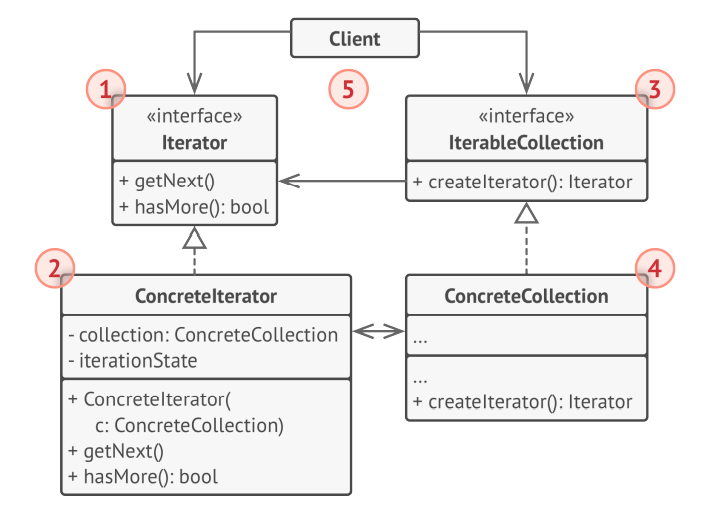 Client
1
«interface»
Iterator
+ getNext()
+ hasMore(): bool
5
3
«interface»
IterableCollection
+ createIterator(): Iterator
2
ConcreteIterator
- collection: ConcreteCollection
- iterationState
+ ConcreteIterator(
c: ConcreteCollection)
+ getNext()
+ hasMore(): bool
4
ConcreteCollection
...
...
+ createIterator(): Iterator